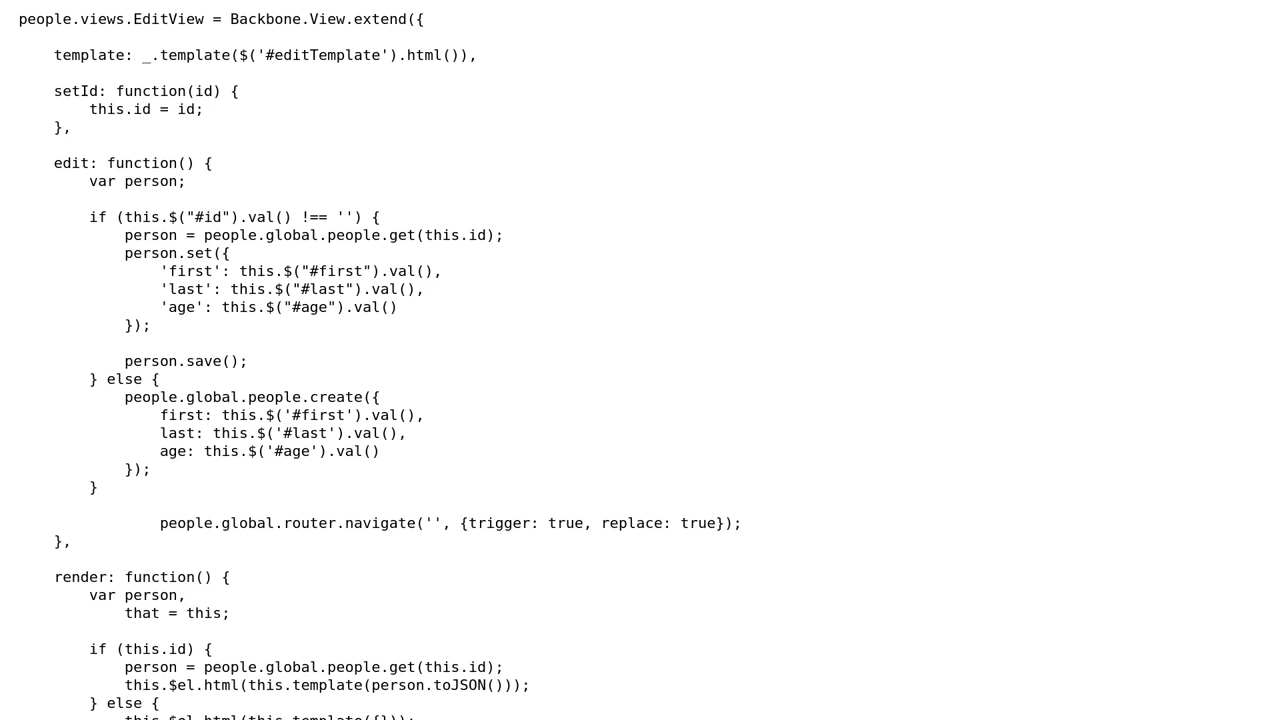 people.views.EditView = Backbone.View.extend({

    template: _.template($('#editTemplate').html()),

    setId: function(id) {
        this.id = id;
    },

    edit: function() {
        var person;

        if (this.$("#id").val() !== '') {
            person = people.global.people.get(this.id);
            person.set({
                'first': this.$("#first").val(),
                'last': this.$("#last").val(),
                'age': this.$("#age").val()
            });

            person.save();
        } else {
            people.global.people.create({
                first: this.$('#first').val(),
                last: this.$('#last').val(),
                age: this.$('#age').val()
            });
        }

                people.global.router.navigate('', {trigger: true, replace: true});
    },

    render: function() {
        var person,
            that = this;

        if (this.id) {
            person = people.global.people.get(this.id);
            this.$el.html(this.template(person.toJSON()));
        } else {
            this.$el.html(this.template({}));